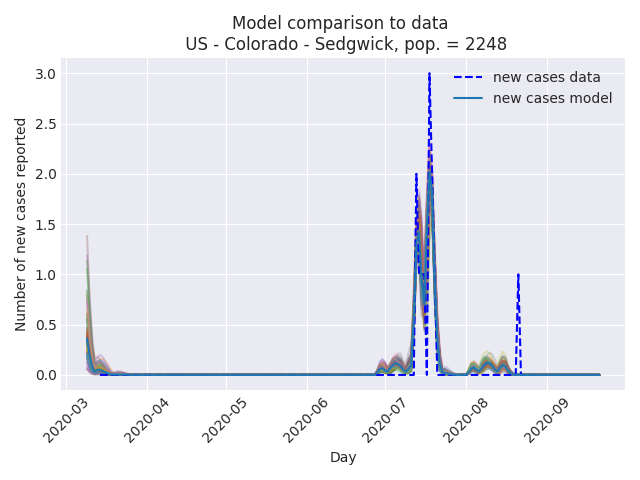 Model comparison to data
US - Colorado - Sedgwick, pop. = 2248
new cases data
new cases model
Number of new cases reported
3.0
2.5
2.0
1.5
1.0
0.5
0.0
2020-03
2020-04
2020-05
2020-06
2020-07
2020-08
2020-09
Day